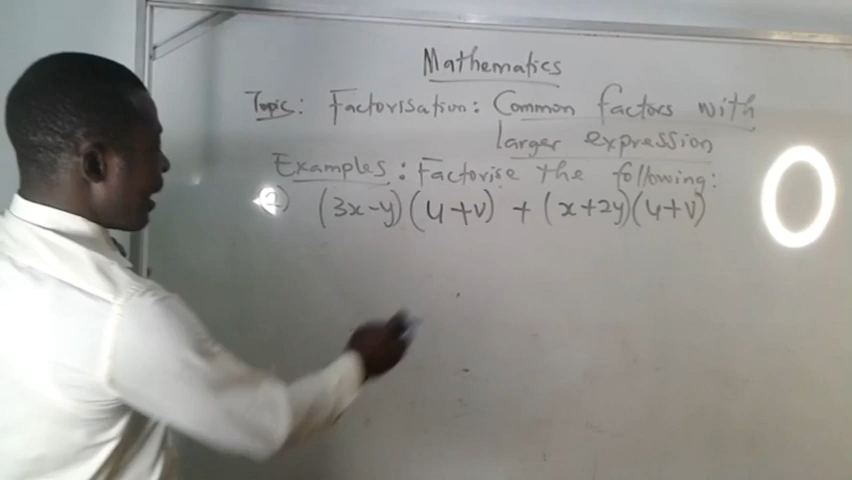 Mathematics
Topic: Factorisation: Common factors with
larger expression
Examples: Factorise the following:
(3x-y)(u+v) + (x+2y)(u+v)